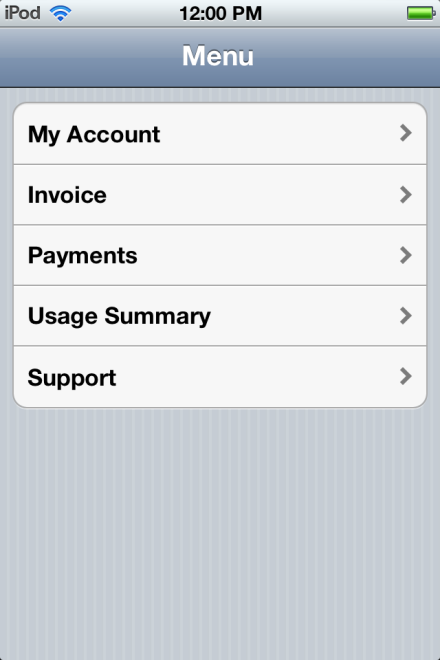 iPod 12:00 PM
Menu
My Account
Invoice
Payments
Usage Summary
Support